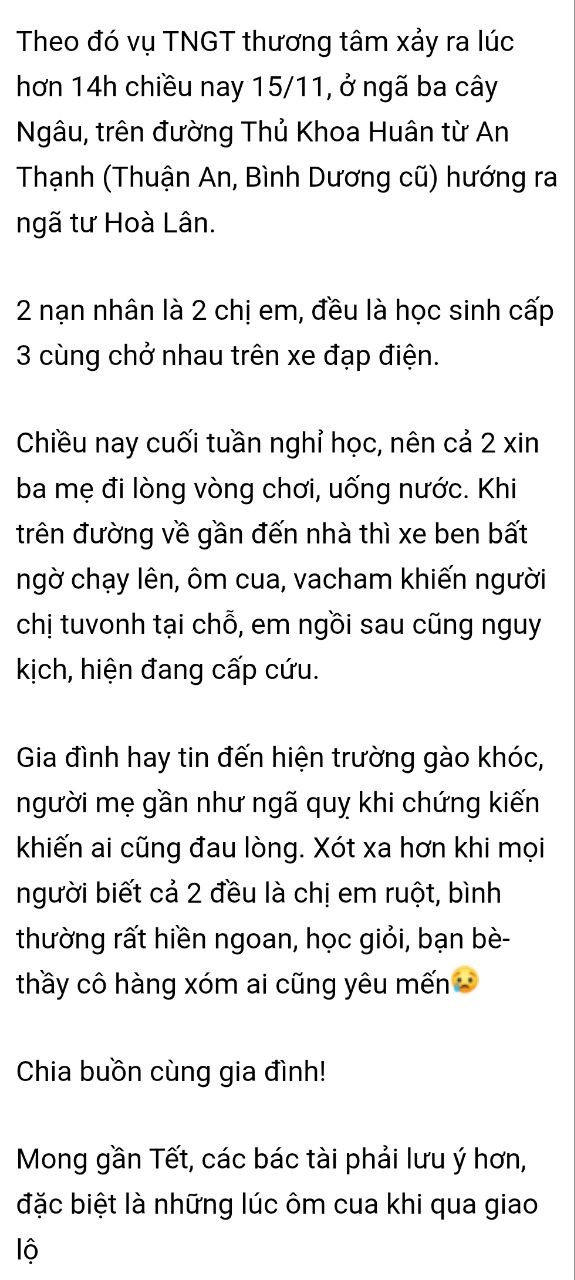 Theo đó vụ TNGT thương tâm xảy ra lúc
hơn 14h chiều nay 15/11, ở ngã ba cây
Ngâu, trên đường Thủ Khoa Huân từ An
Thạnh (Thuận An, Bình Dương cũ) hướng ra
ngã tư Hoà Lân.
2 nạn nhân là 2 chị em, đều là học sinh cấp
3 cùng chở nhau trên xe đạp điện.
Chiều nay cuối tuần nghỉ học, nên cả 2 xin
ba mẹ đi lòng vòng chơi, uống nước. Khi
trên đường về gần đến nhà thì xe ben bất
ngờ chạy lên, ôm cua, vacham khiến người
chị tuvonh tại chỗ, em ngồi sau cũng nguy
kịch, hiện đang cấp cứu.
Gia đình hay tin đến hiện trường gào khóc,
người mẹ gần như ngã quỵ khi chứng kiến
khiến ai cũng đau lòng. Xót xa hơn khi mọi
người biết cả 2 đều là chị em ruột, bình
thường rất hiền ngoan, học giỏi, bạn bè-
thầy cô hàng xóm ai cũng yêu mến😢
Chia buồn cùng gia đình!
Mong gần Tết, các bác tài phải lưu ý hơn,
đặc biệt là những lúc ôm cua khi qua giao
lộ